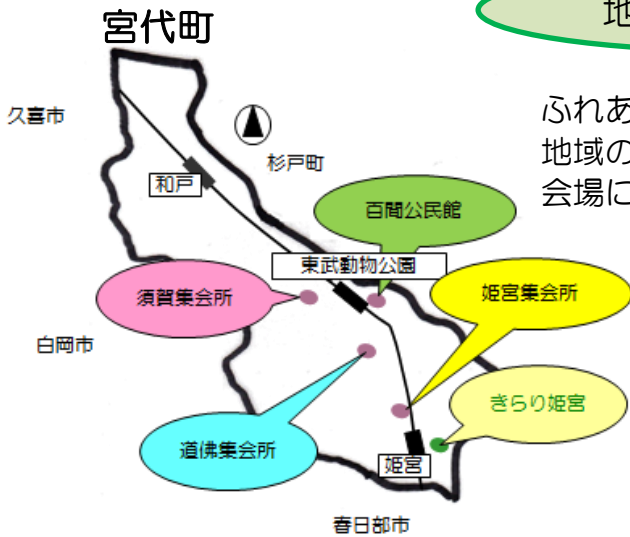 宮代町
地
久喜市
ふれあ
杉戸町
地域の
和戸
会場に
百間公民館
東武動物公園
須賀集会所
姫宮集会所
白岡市
きらり姫宮
道佛集会所
姫宮
春日部市